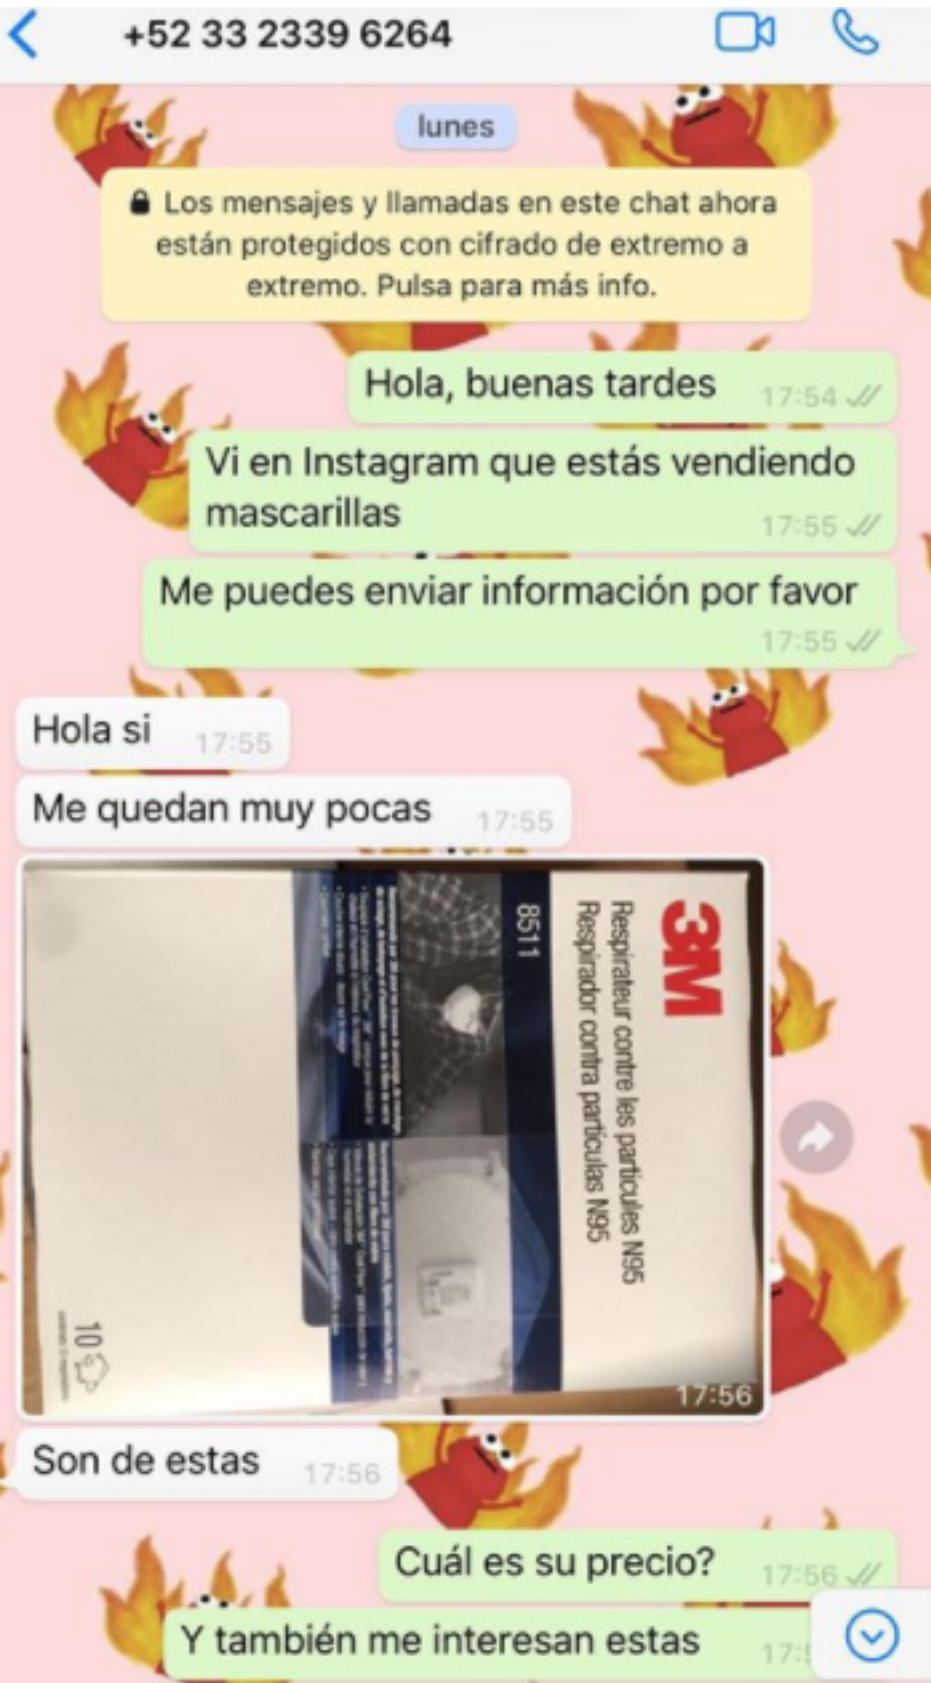 +52 33 2339 6264
lunes
Los mensajes y llamadas en este chat ahora
están protegidos con cifrado de extremo a
extremo. Pulsa para más info.
Hola, buenas tardes 17:54
Vi en Instagram que estás vendiendo
mascarillas 17:55
Me puedes enviar información por favor
17:55
Hola si 17:55
Me quedan muy pocas 17:55
3M
Respirateur contre les particules N95
Respirador contra partículas N95
8511
10
17:56
Son de estas 17:56
Cuál es su precio? 17:56
Y también me interesan estas